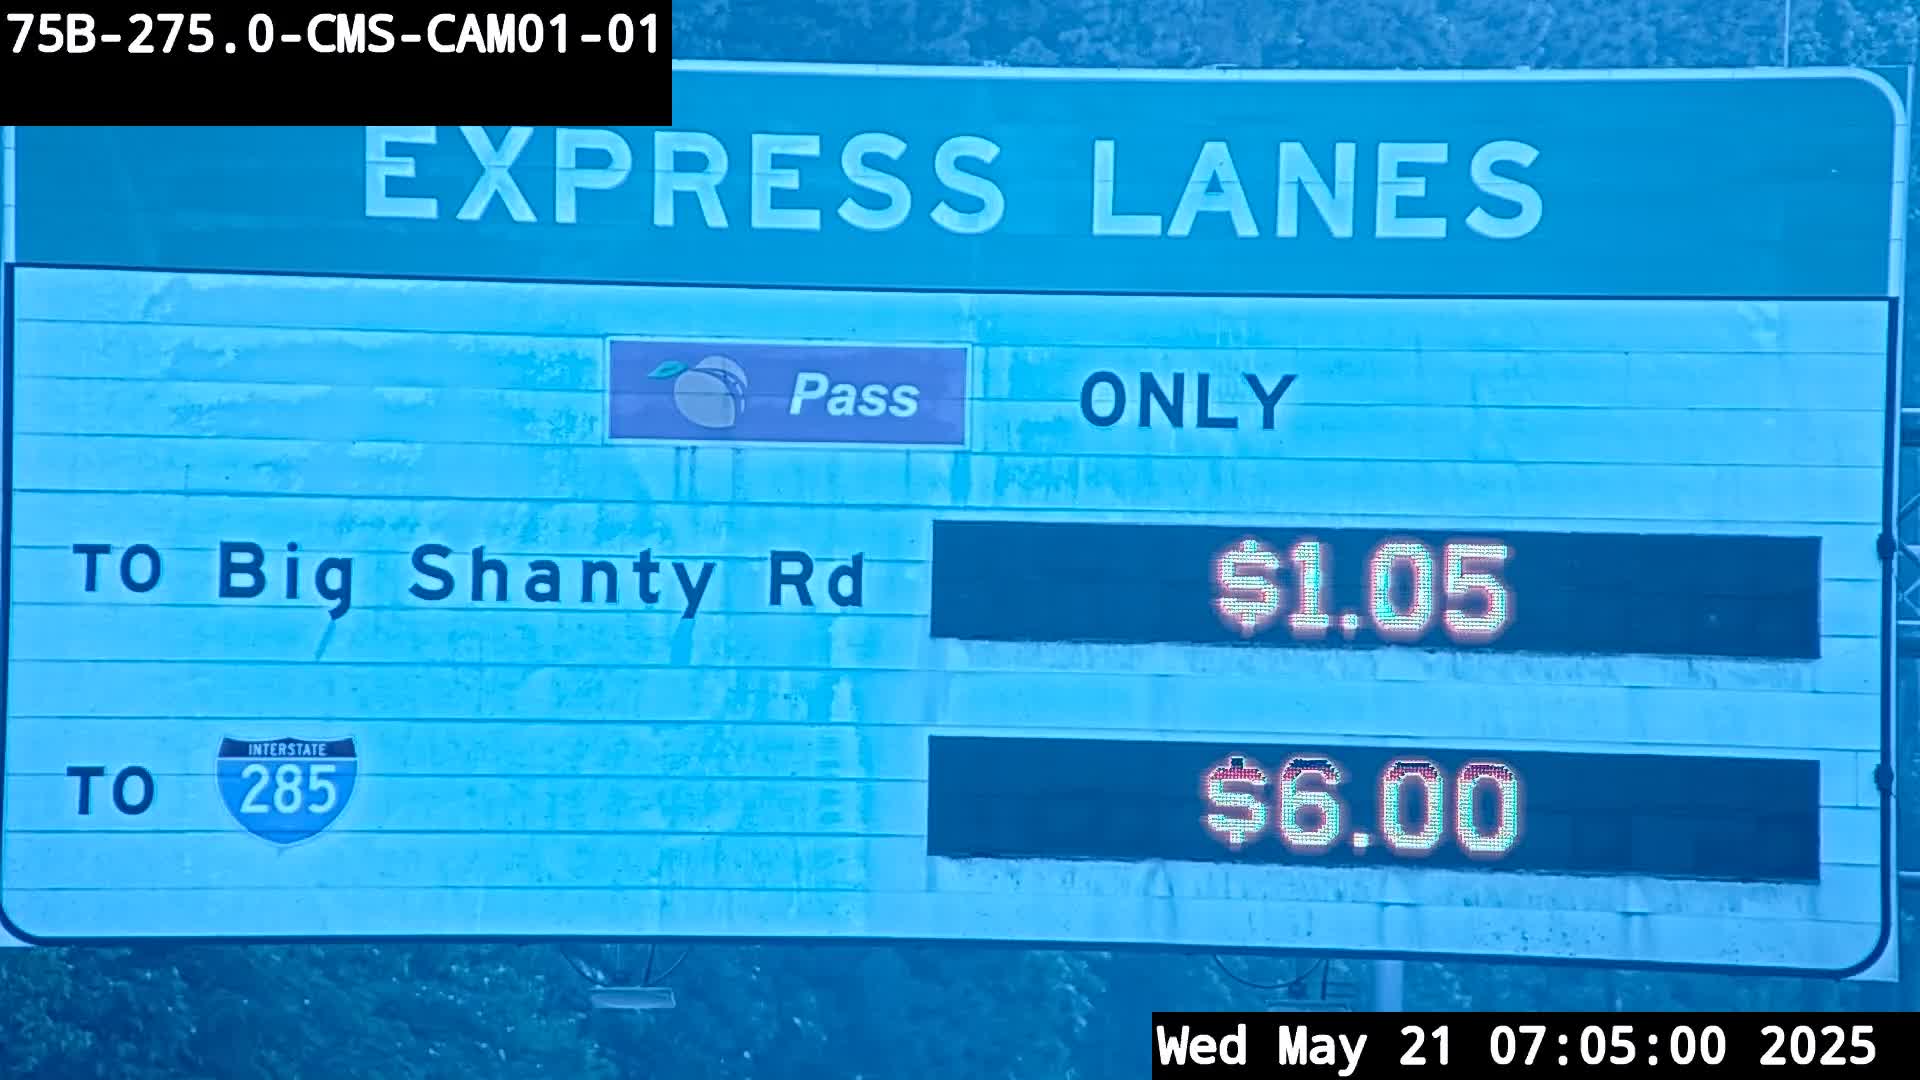 75B-275.0-CMS-CAM01-01
EXPRESS LANES
Pass ONLY
TO Big Shanty Rd $1.05
INTERSTATE
TO 285 $6.00
Wed May 21 07:05:00 2025